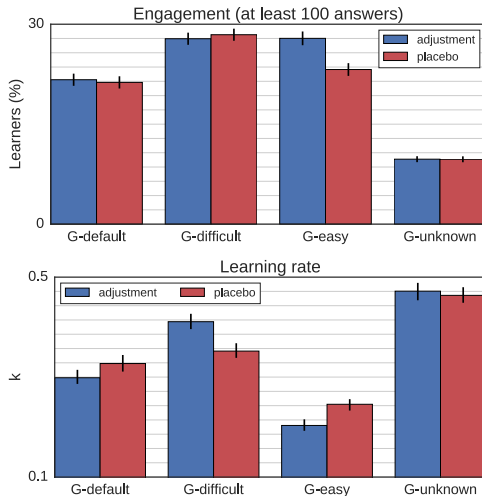 Engagement (at least 100 answers)
30
adjustment
placebo
Learners (%)
0
G-default G-difficult G-easy G-unknown
Learning rate
0.5
adjustment placebo
k
0.1
G-default G-difficult G-easy G-unknown